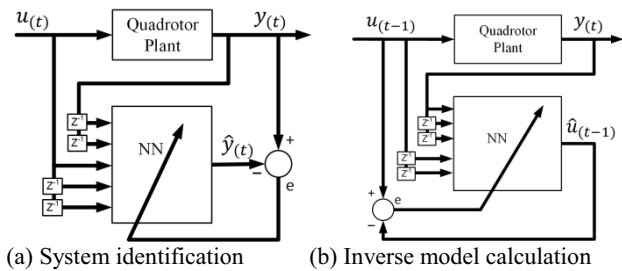 u(t)
Quadrotor
Plant
y(t)
Z⁻¹
Z⁻¹
NN
ŷ(t)
+
−
e
Z⁻¹
Z⁻¹
(a) System identification
u(t−1)
Quadrotor
Plant
y(t)
Z⁻¹
Z⁻¹
NN
û(t−1)
Z⁻¹
Z⁻¹
+
e
−
(b) Inverse model calculation